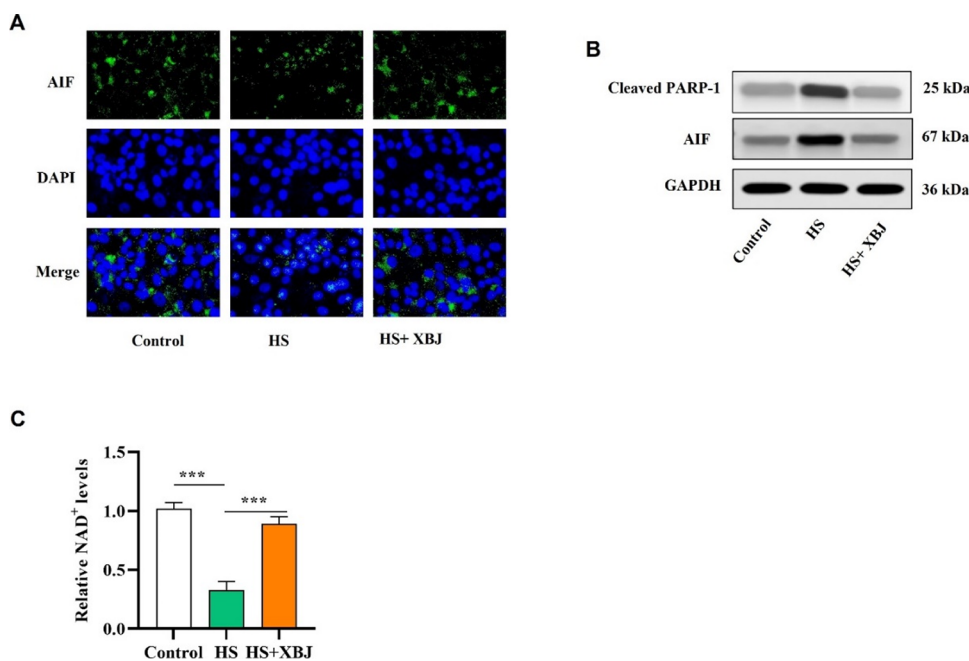 A
AIF
DAPI
Merge
Control HS HS+ XBJ
B
Cleaved PARP-1 25 kDa
AIF 67 kDa
GAPDH 36 kDa
Control HS HS+ XBJ
C
Relative NAD⁺ levels
1.5
1.0
0.5
0.0
*** ***
Control HS HS+XBJ